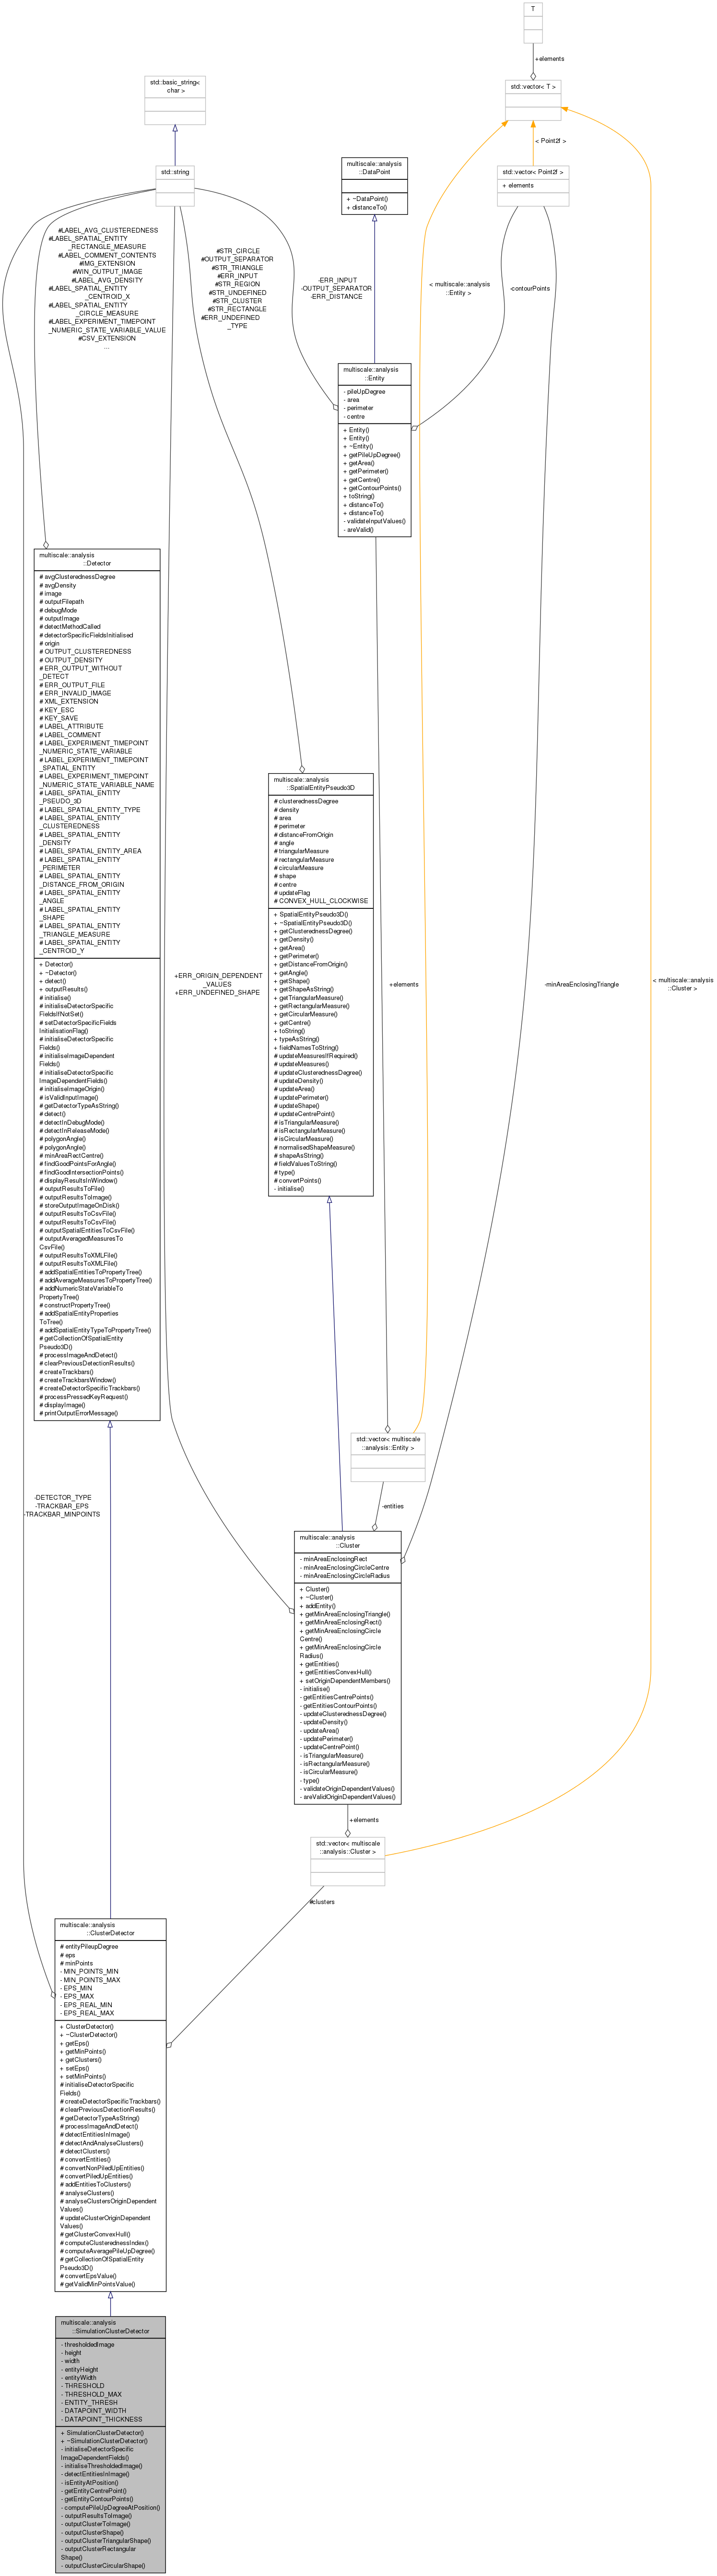 T
+elements
std::vector< T >
std::basic_string<
char >
< Point2f >
std::string
multiscale::analysis
::DataPoint
+ ~DataPoint()
+ distanceTo()
std::vector< Point2f >
+ elements
#LABEL_AVG_CLUSTEREDNESS
#LABEL_SPATIAL_ENTITY
_RECTANGLE_MEASURE
#LABEL_COMMENT_CONTENTS
#IMG_EXTENSION
#WIN_OUTPUT_IMAGE
#LABEL_AVG_DENSITY
#LABEL_SPATIAL_ENTITY
_CENTROID_X
#LABEL_SPATIAL_ENTITY
_CIRCLE_MEASURE
#LABEL_EXPERIMENT_TIMEPOINT
_NUMERIC_STATE_VARIABLE_VALUE
#CSV_EXTENSION
...
#STR_CIRCLE
#OUTPUT_SEPARATOR
#STR_TRIANGLE
#ERR_INPUT
#STR_REGION
#STR_UNDEFINED
#STR_CLUSTER
#STR_RECTANGLE
#ERR_UNDEFINED
_TYPE
-ERR_INPUT
-OUTPUT_SEPARATOR
-ERR_DISTANCE
< multiscale::analysis
::Entity >
-contourPoints
multiscale::analysis
::Entity
- pileUpDegree
- area
- perimeter
- centre
+ Entity()
+ Entity()
+ ~Entity()
+ getPileUpDegree()
+ getArea()
+ getPerimeter()
+ getCentre()
+ getContourPoints()
+ toString()
+ distanceTo()
+ distanceTo()
- validateInputValues()
- areValid()
multiscale::analysis
::Detector
# avgClusterednessDegree
# avgDensity
# image
# outputFilepath
# debugMode
# outputImage
# detectMethodCalled
# detectorSpecificFieldsInitialised
# origin
# OUTPUT_CLUSTEREDNESS
# OUTPUT_DENSITY
# ERR_OUTPUT_WITHOUT
_DETECT
# ERR_OUTPUT_FILE
# ERR_INVALID_IMAGE
# XML_EXTENSION
# KEY_ESC
# KEY_SAVE
# LABEL_ATTRIBUTE
# LABEL_COMMENT
# LABEL_EXPERIMENT_TIMEPOINT
_NUMERIC_STATE_VARIABLE
# LABEL_EXPERIMENT_TIMEPOINT
_SPATIAL_ENTITY
# LABEL_EXPERIMENT_TIMEPOINT
_NUMERIC_STATE_VARIABLE_NAME
# LABEL_SPATIAL_ENTITY
_PSEUDO_3D
# LABEL_SPATIAL_ENTITY_TYPE
# LABEL_SPATIAL_ENTITY
_CLUSTEREDNESS
# LABEL_SPATIAL_ENTITY
_DENSITY
# LABEL_SPATIAL_ENTITY_AREA
# LABEL_SPATIAL_ENTITY
_PERIMETER
# LABEL_SPATIAL_ENTITY
_DISTANCE_FROM_ORIGIN
# LABEL_SPATIAL_ENTITY
_ANGLE
# LABEL_SPATIAL_ENTITY
_SHAPE
# LABEL_SPATIAL_ENTITY
_TRIANGLE_MEASURE
# LABEL_SPATIAL_ENTITY
_CENTROID_Y
+ Detector()
+ ~Detector()
+ detect()
+ outputResults()
# initialise()
# initialiseDetectorSpecific
FieldsIfNotSet()
# setDetectorSpecificFields
InitialisationFlag()
# initialiseDetectorSpecific
Fields()
# initialiseImageDependent
Fields()
# initialiseDetectorSpecific
ImageDependentFields()
# initialiseImageOrigin()
# isValidInputImage()
# getDetectorTypeAsString()
# detect()
# detectInDebugMode()
# detectInReleaseMode()
# polygonAngle()
# polygonAngle()
# minAreaRectCentre()
# findGoodPointsForAngle()
# findGoodIntersectionPoints()
# displayResultsInWindow()
# outputResultsToFile()
# outputResultsToImage()
# storeOutputImageOnDisk()
# outputResultsToCsvFile()
# outputResultsToCsvFile()
# outputSpatialEntitiesToCsvFile()
# outputAveragedMeasuresTo
CsvFile()
# outputResultsToXMLFile()
# outputResultsToXMLFile()
# addSpatialEntitiesToPropertyTree()
# addAverageMeasuresToPropertyTree()
# addNumericStateVariableTo
PropertyTree()
# constructPropertyTree()
# addSpatialEntityProperties
ToTree()
# addSpatialEntityTypeToPropertyTree()
# getCollectionOfSpatialEntity
Pseudo3D()
# processImageAndDetect()
# clearPreviousDetectionResults()
# createTrackbars()
# createTrackbarsWindow()
# createDetectorSpecificTrackbars()
# processPressedKeyRequest()
# displayImage()
# printOutputErrorMessage()
multiscale::analysis
::SpatialEntityPseudo3D
# clusterednessDegree
# density
# area
# perimeter
# distanceFromOrigin
# angle
# triangularMeasure
# rectangularMeasure
# circularMeasure
# shape
# centre
# updateFlag
# CONVEX_HULL_CLOCKWISE
+ SpatialEntityPseudo3D()
+ ~SpatialEntityPseudo3D()
+ getClusterednessDegree()
+ getDensity()
+ getArea()
+ getPerimeter()
+ getDistanceFromOrigin()
+ getAngle()
+ getShape()
+ getShapeAsString()
+ getTriangularMeasure()
+ getRectangularMeasure()
+ getCircularMeasure()
+ getCentre()
+ toString()
+ typeAsString()
+ fieldNamesToString()
# updateMeasuresIfRequired()
# updateMeasures()
# updateClusterednessDegree()
# updateDensity()
# updateArea()
# updatePerimeter()
# updateShape()
# updateCentrePoint()
# isTriangularMeasure()
# isRectangularMeasure()
# isCircularMeasure()
# normalisedShapeMeasure()
# shapeAsString()
# fieldValuesToString()
# type()
# convertPoints()
- initialise()
+ERR_ORIGIN_DEPENDENT
_VALUES
+ERR_UNDEFINED_SHAPE
+elements
-minAreaEnclosingTriangle
< multiscale::analysis
::Cluster >
std::vector< multiscale
::analysis::Entity >
-entities
-DETECTOR_TYPE
-TRACKBAR_EPS
-TRACKBAR_MINPOINTS
multiscale::analysis
::Cluster
- minAreaEnclosingRect
- minAreaEnclosingCircleCentre
- minAreaEnclosingCircleRadius
+ Cluster()
+ ~Cluster()
+ addEntity()
+ getMinAreaEnclosingTriangle()
+ getMinAreaEnclosingRect()
+ getMinAreaEnclosingCircle
Centre()
+ getMinAreaEnclosingCircle
Radius()
+ getEntities()
+ getEntitiesConvexHull()
+ setOriginDependentMembers()
- initialise()
- getEntitiesCentrePoints()
- getEntitiesContourPoints()
- updateClusterednessDegree()
- updateDensity()
- updateArea()
- updatePerimeter()
- updateCentrePoint()
- isTriangularMeasure()
- isRectangularMeasure()
- isCircularMeasure()
- type()
- validateOriginDependentValues()
- areValidOriginDependentValues()
+elements
std::vector< multiscale
::analysis::Cluster >
#clusters
multiscale::analysis
::ClusterDetector
# entityPileupDegree
# eps
# minPoints
- MIN_POINTS_MIN
- MIN_POINTS_MAX
- EPS_MIN
- EPS_MAX
- EPS_REAL_MIN
- EPS_REAL_MAX
+ ClusterDetector()
+ ~ClusterDetector()
+ getEps()
+ getMinPoints()
+ getClusters()
+ setEps()
+ setMinPoints()
# initialiseDetectorSpecific
Fields()
# createDetectorSpecificTrackbars()
# clearPreviousDetectionResults()
# getDetectorTypeAsString()
# processImageAndDetect()
# detectEntitiesInImage()
# detectAndAnalyseClusters()
# detectClusters()
# convertEntities()
# convertNonPiledUpEntities()
# convertPiledUpEntities()
# addEntitiesToClusters()
# analyseClusters()
# analyseClustersOriginDependent
Values()
# updateClusterOriginDependent
Values()
# getClusterConvexHull()
# computeClusterednessIndex()
# computeAveragePileUpDegree()
# getCollectionOfSpatialEntity
Pseudo3D()
# convertEpsValue()
# getValidMinPointsValue()
multiscale::analysis
::SimulationClusterDetector
- thresholdedImage
- height
- width
- entityHeight
- entityWidth
- THRESHOLD
- THRESHOLD_MAX
- ENTITY_THRESH
- DATAPOINT_WIDTH
- DATAPOINT_THICKNESS
+ SimulationClusterDetector()
+ ~SimulationClusterDetector()
- initialiseDetectorSpecific
ImageDependentFields()
- initialiseThresholdedImage()
- detectEntitiesInImage()
- isEntityAtPosition()
- getEntityCentrePoint()
- getEntityContourPoints()
- computePileUpDegreeAtPosition()
- outputResultsToImage()
- outputClusterToImage()
- outputClusterShape()
- outputClusterTriangularShape()
- outputClusterRectangular
Shape()
- outputClusterCircularShape()